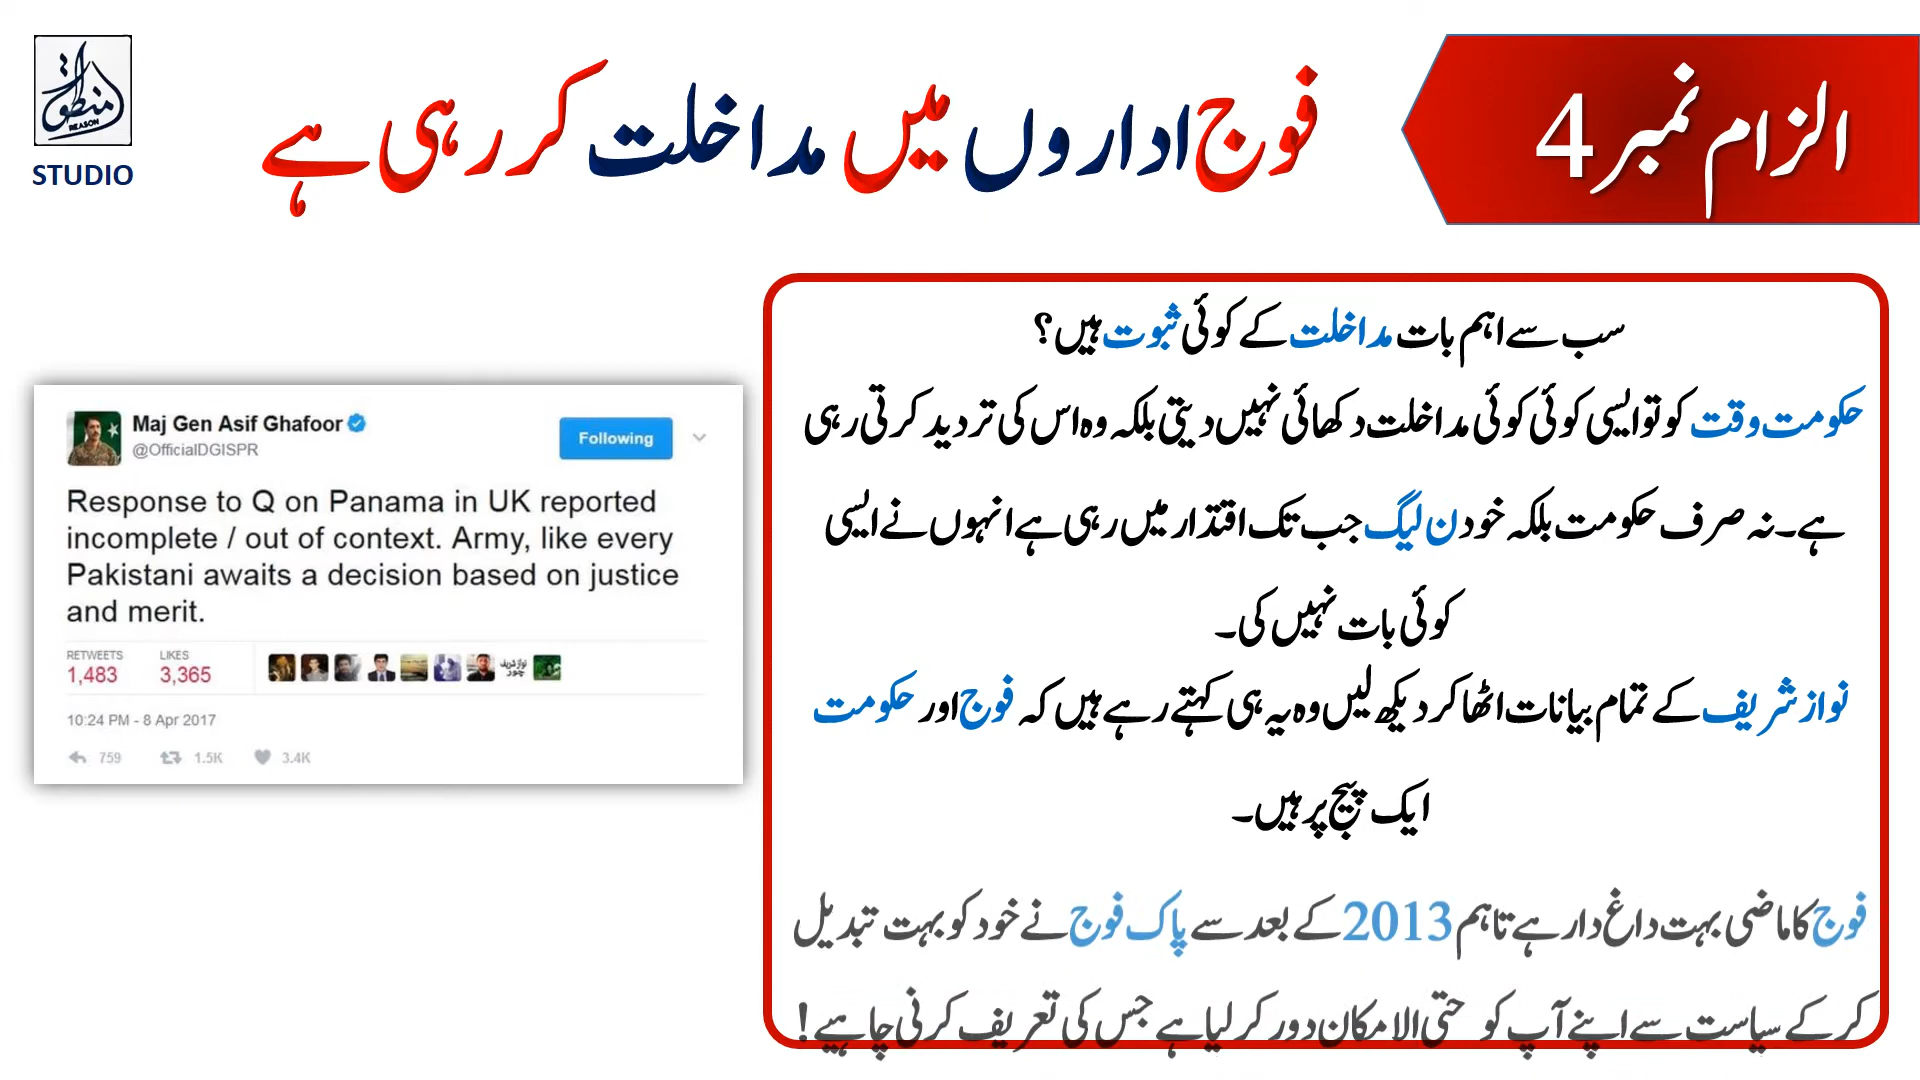 الزام نمبر 4
فوج اداروں میں مداخلت کر رہی ہے
منطق
REASON
STUDIO
سب سے اہم بات مداخلت کے کوئی ثبوت ہیں؟
حکومت وقت کو تو ایسی کوئی کوئی مداخلت دکھائی نہیں دیتی بلکہ وہ اس کی تردید کرتی رہی
ہے۔ نہ صرف حکومت بلکہ خود ن لیگ جب تک اقتدار میں رہی ہے انہوں نے ایسی
کوئی بات نہیں کی۔
نواز شریف کے تمام بیانات اٹھا کر دیکھ لیں وہ یہ ہی کہتے رہے ہیں کہ فوج اور حکومت
ایک پیج پر ہیں۔
فوج کا ماضی بہت داغ دار ہے تاہم 2013 کے بعد سے پاک فوج نے خود کو بہت تبدیل
کر کے سیاست سے اپنے آپ کو حتی الامکان دور کر لیا ہے جس کی تعریف کرنی چاہیے!
Maj Gen Asif Ghafoor
@OfficialDGISPR
Following
Response to Q on Panama in UK reported
incomplete / out of context. Army, like every
Pakistani awaits a decision based on justice
and merit.
RETWEETS LIKES
1,483 3,365
نواز شریف
چور
10:24 PM - 8 Apr 2017
759 1.5K 3.4K